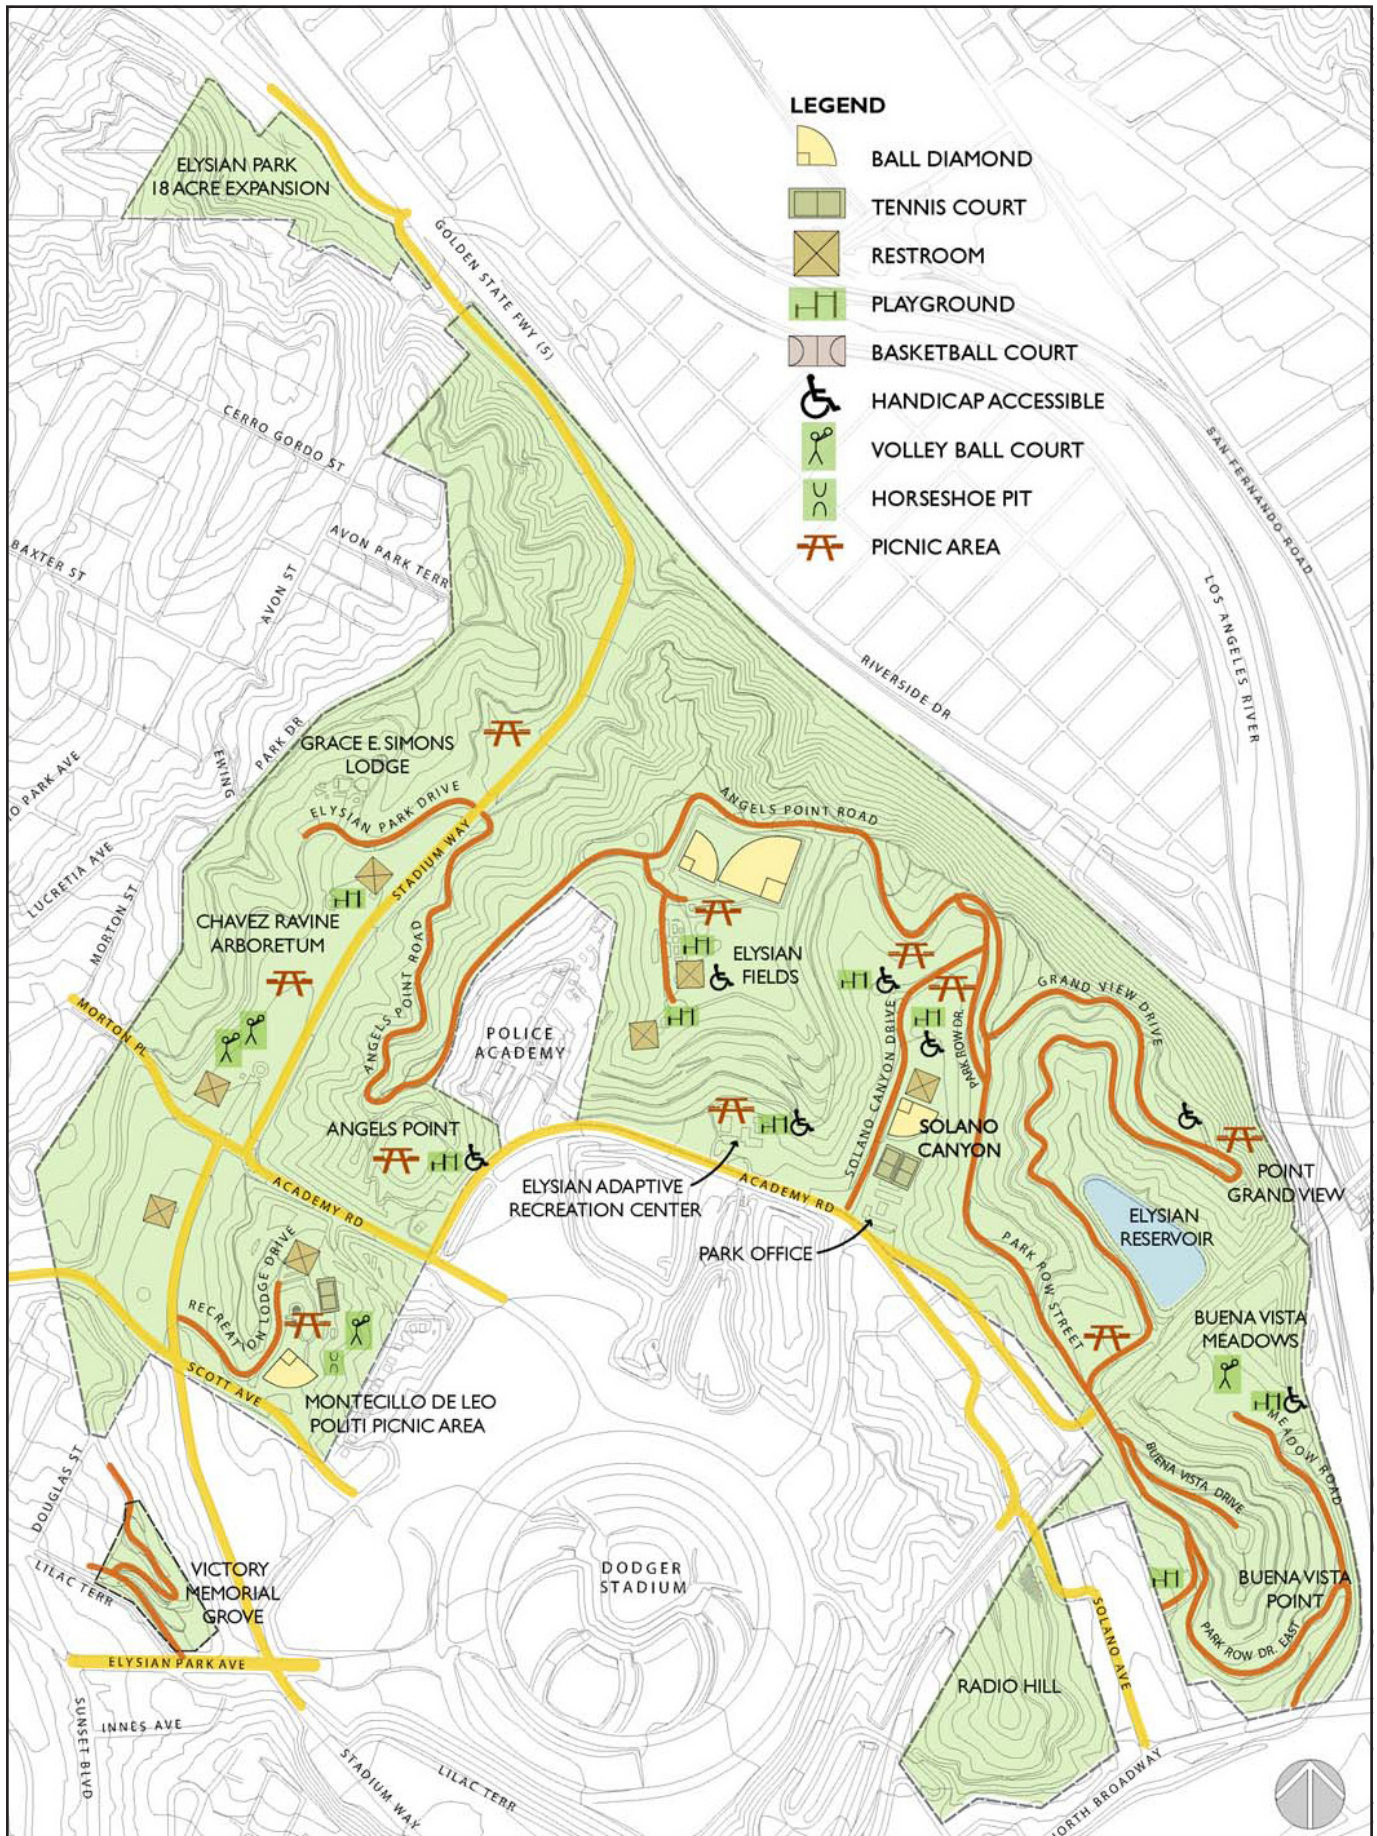 LEGEND
BALL DIAMOND
TENNIS COURT
RESTROOM
PLAYGROUND
BASKETBALL COURT
HANDICAP ACCESSIBLE
VOLLEY BALL COURT
HORSESHOE PIT
PICNIC AREA
ELYSIAN PARK
18 ACRE EXPANSION
GOLDEN STATE FWY (5)
CERRO GORDO ST
SAN FERNANDO ROAD
AVON PARK TERR
BAXTER ST
AVON ST
LOS ANGELES RIVER
RIVERSIDE DR
PARK DR
EWING
GRACE E. SIMONS
LODGE
PARK AVE
ELYSIAN PARK DRIVE
ANGELS POINT ROAD
STADIUM WAY
LUCRETIA AVE
MORTON ST
CHAVEZ RAVINE
ARBORETUM
ANGELS POINT ROAD
ELYSIAN
FIELDS
GRAND VIEW DRIVE
MORTON PL
POLICE
ACADEMY
SOLANO CANYON DRIVE
PARK ROW DR.
ANGELS POINT
SOLANO
CANYON
POINT
GRAND VIEW
ELYSIAN ADAPTIVE
RECREATION CENTER
ACADEMY RD
ACADEMY RD
PARK OFFICE
ELYSIAN
RESERVOIR
PARK ROW STREET
RECREATION LODGE DRIVE
BUENA VISTA
MEADOWS
SCOTT AVE
MONTECILLO DE LEO
POLITI PICNIC AREA
MEADOW ROAD
DOUGLAS ST
BUENA VISTA DRIVE
LILAC TERR
VICTORY
MEMORIAL
GROVE
DODGER
STADIUM
BUENA VISTA
POINT
SOLANO AVE
PARK ROW DR. EAST
ELYSIAN PARK AVE
RADIO HILL
SUNSET BLVD
INNES AVE
STADIUM WAY
LILAC TERR
NORTH BROADWAY